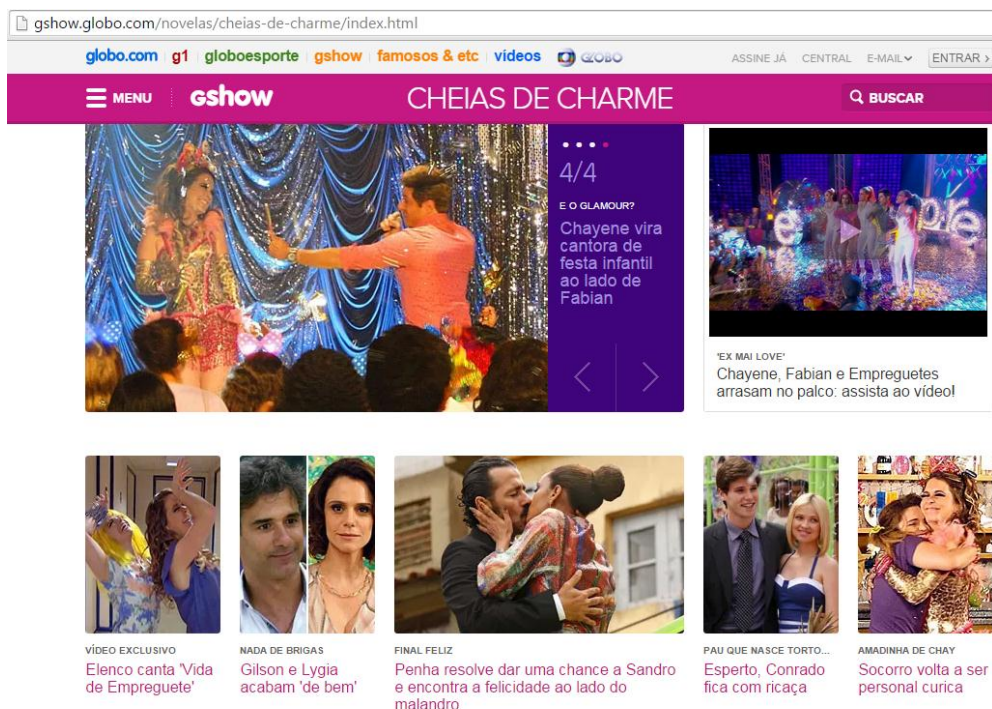 gshow.globo.com/novelas/cheias-de-charme/index.html
globo.com g1 globoesporte gshow famosos & etc vídeos GLOBO ASSINE JÁ CENTRAL E-MAIL ENTRAR ›
MENU gshow CHEIAS DE CHARME BUSCAR
4/4
E O GLAMOUR?
Chayene vira
cantora de
festa infantil
ao lado de
Fabian
'EX MAI LOVE'
Chayene, Fabian e Empreguetes
arrasam no palco: assista ao vídeo!
VÍDEO EXCLUSIVO
Elenco canta 'Vida
de Empreguete'
NADA DE BRIGAS
Gilson e Lygia
acabam 'de bem'
FINAL FELIZ
Penha resolve dar uma chance a Sandro
e encontra a felicidade ao lado do
malandro
PAU QUE NASCE TORTO...
Esperto, Conrado
fica com ricaça
AMADINHA DE CHAY
Socorro volta a ser
personal curica